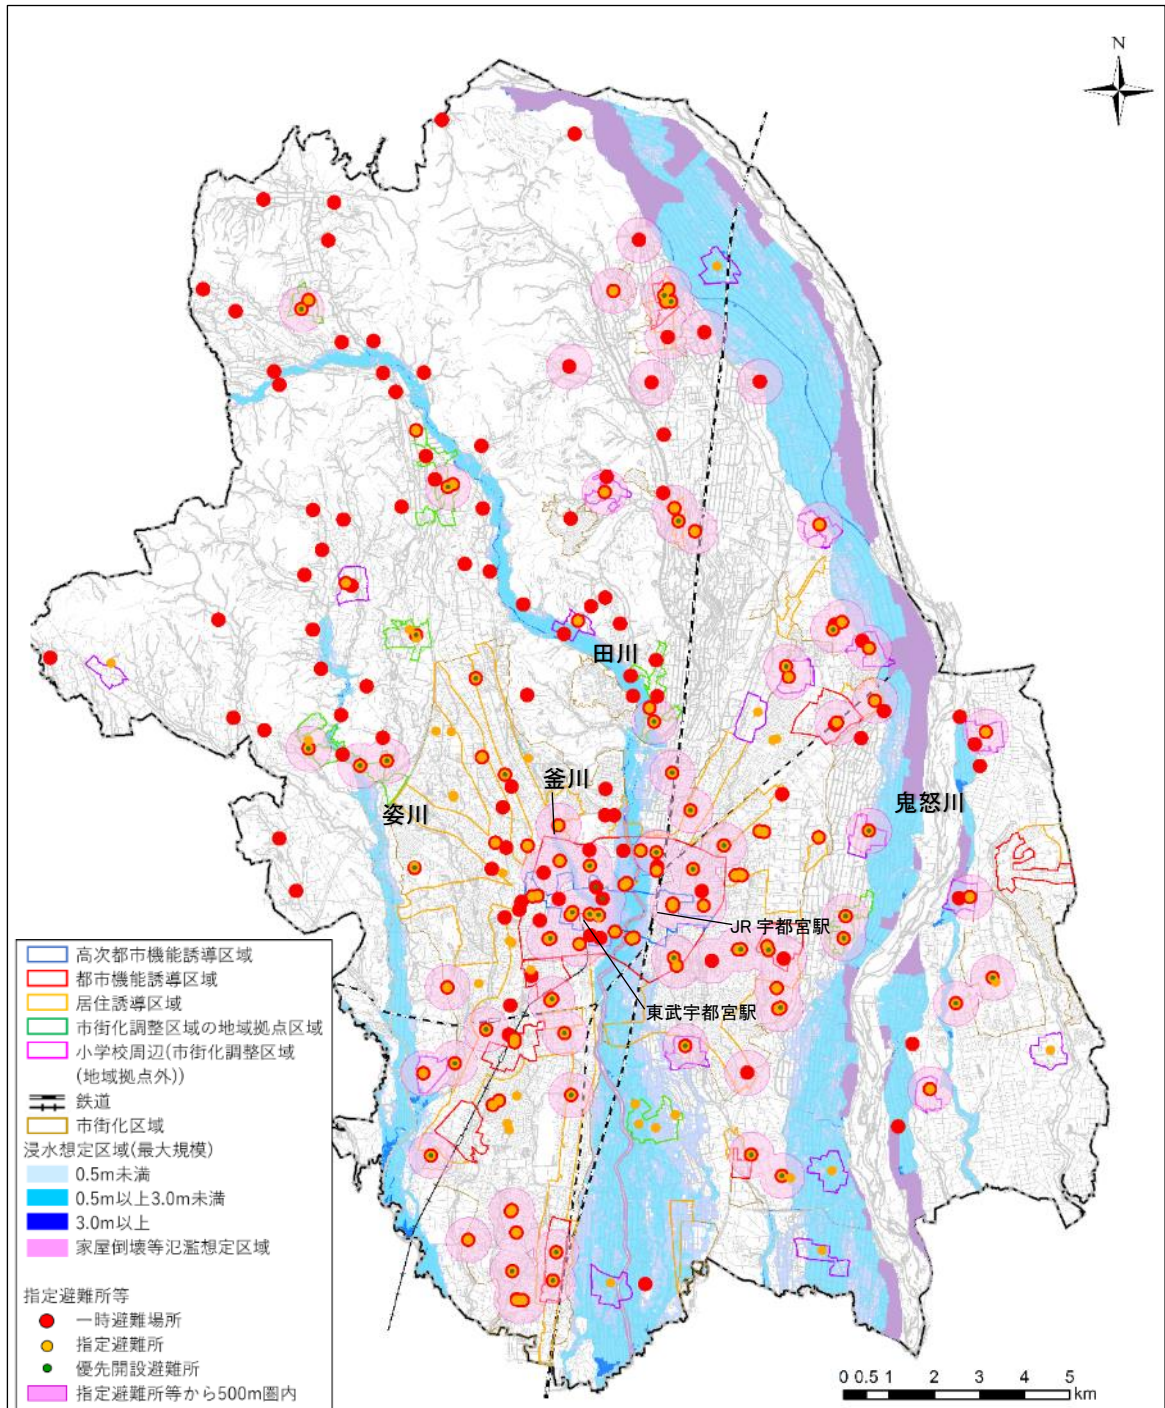 N
田川
釜川
姿川
鬼怒川
JR 宇都宮駅
東武宇都宮駅
高次都市機能誘導区域
都市機能誘導区域
居住誘導区域
市街化調整区域の地域拠点区域
小学校周辺(市街化調整区域
(地域拠点外))
鉄道
市街化区域
浸水想定区域(最大規模)
0.5m未満
0.5m以上3.0m未満
3.0m以上
家屋倒壊等氾濫想定区域
指定避難所等
一時避難場所
指定避難所
優先開設避難所
指定避難所等から500m圏内
0 0.5 1 2 3 4 5
km